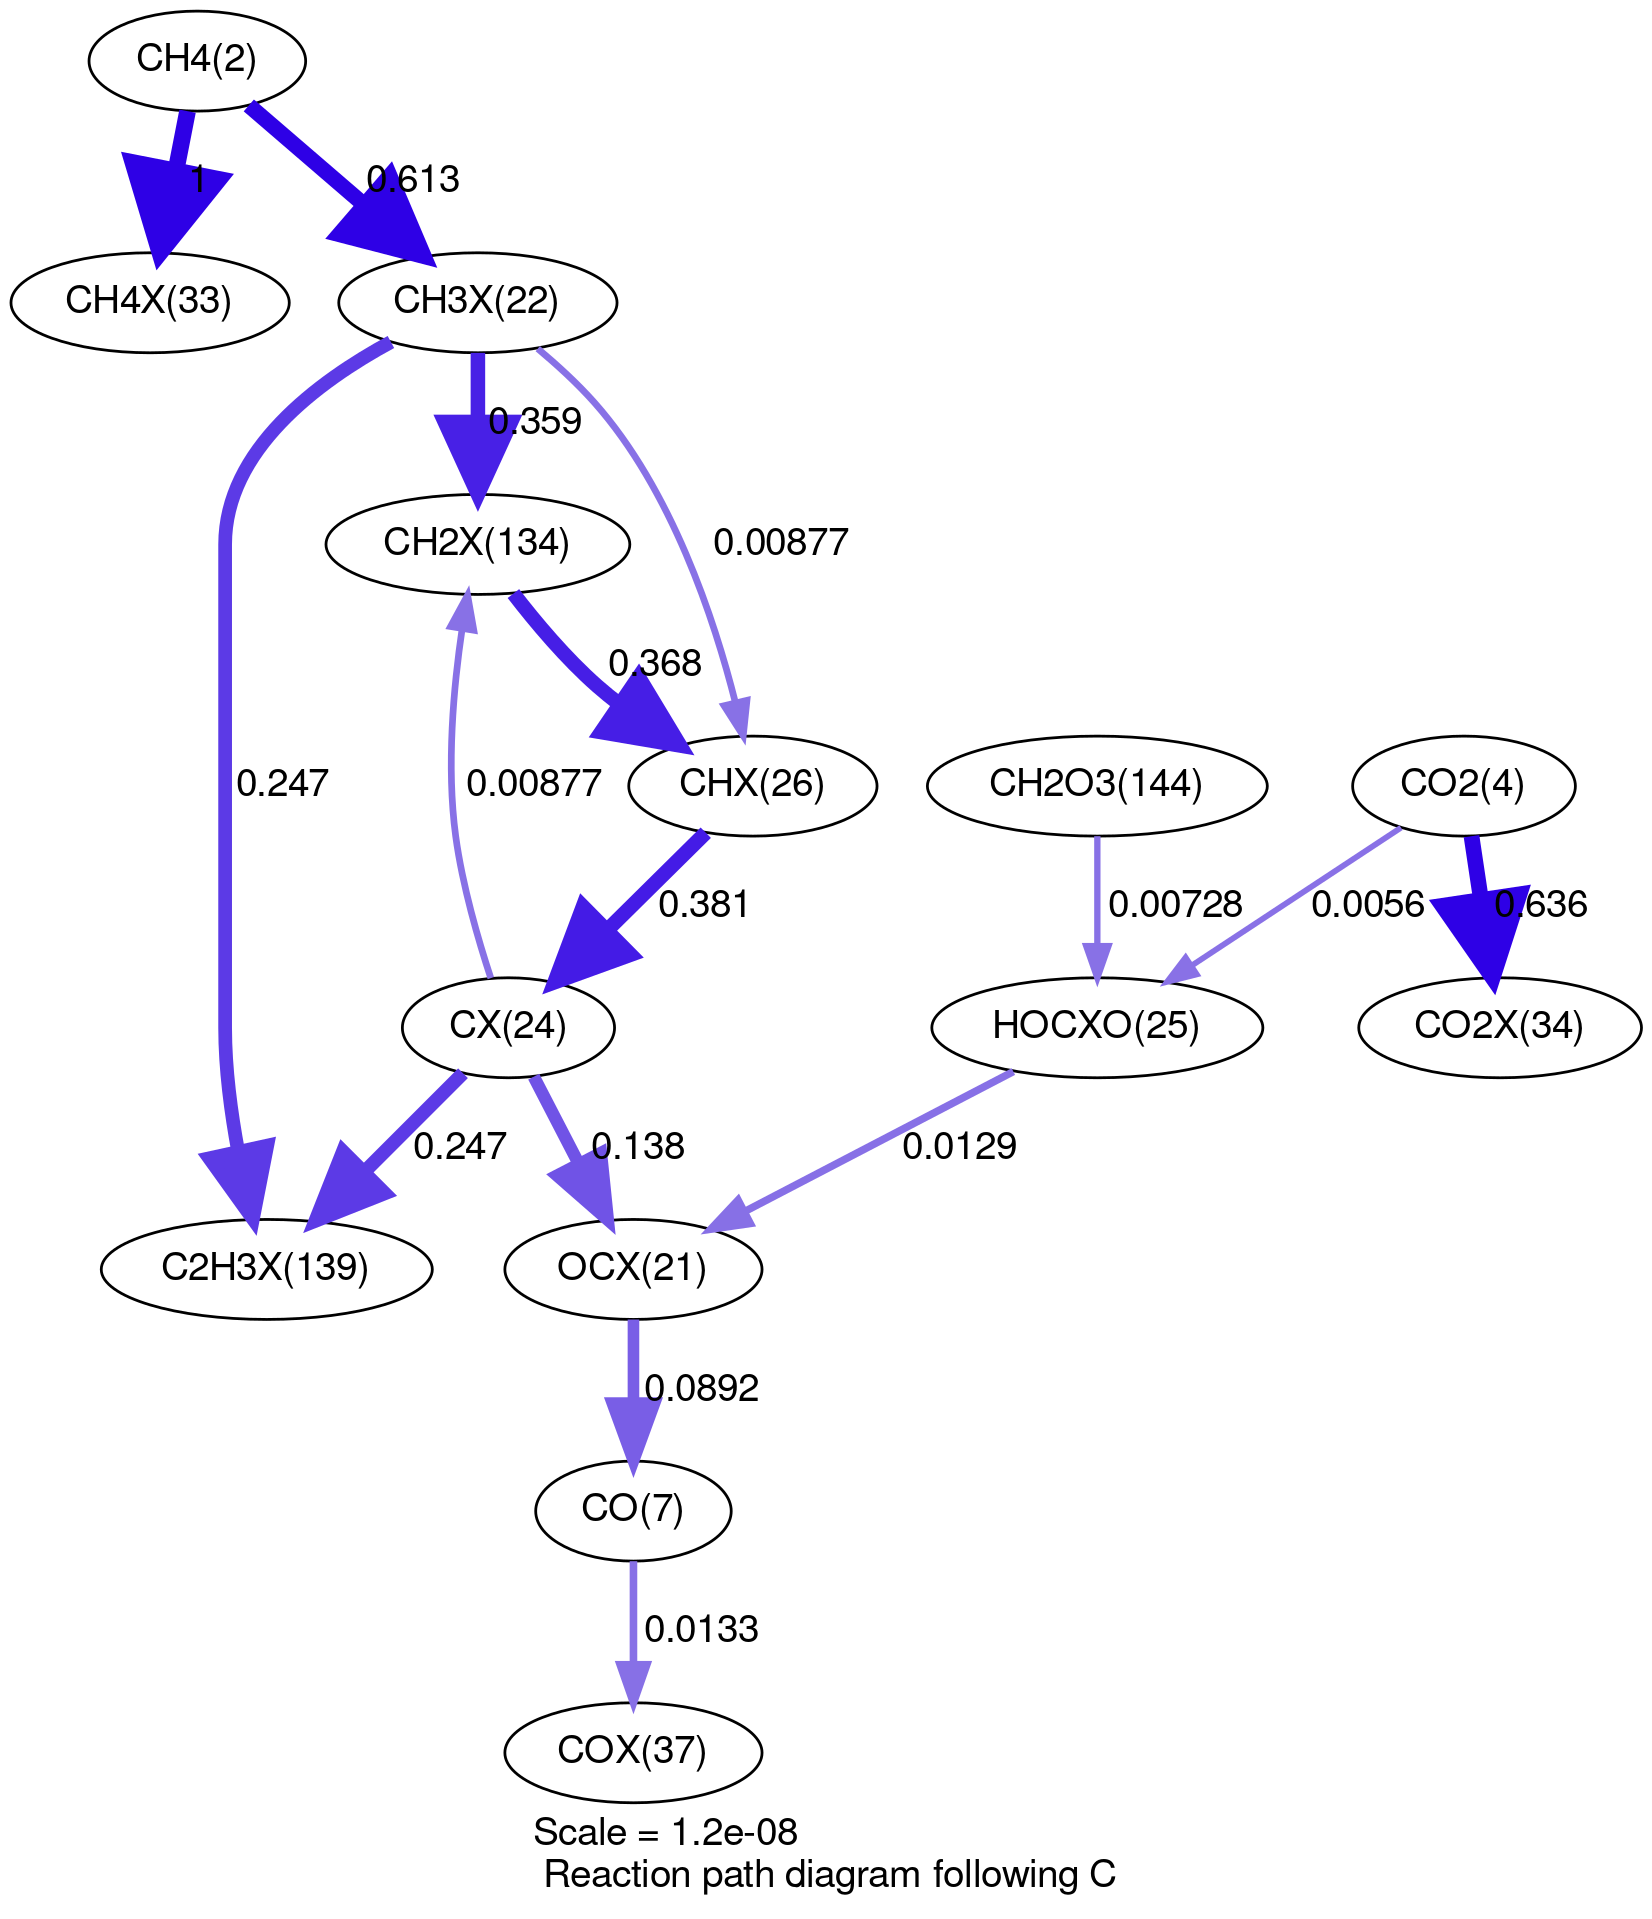 CH4(2)
1
0.613
CH4X(33)
CH3X(22)
0.359
CH2X(134)
0.00877
0.368
0.247
0.00877
CHX(26)
CH2O3(144)
CO2(4)
0.381
0.00728
0.0056
0.636
CX(24)
HOCXO(25)
CO2X(34)
0.247
0.138
0.0129
C2H3X(139)
OCX(21)
0.0892
CO(7)
0.0133
COX(37)
Scale = 1.2e-08
Reaction path diagram following C